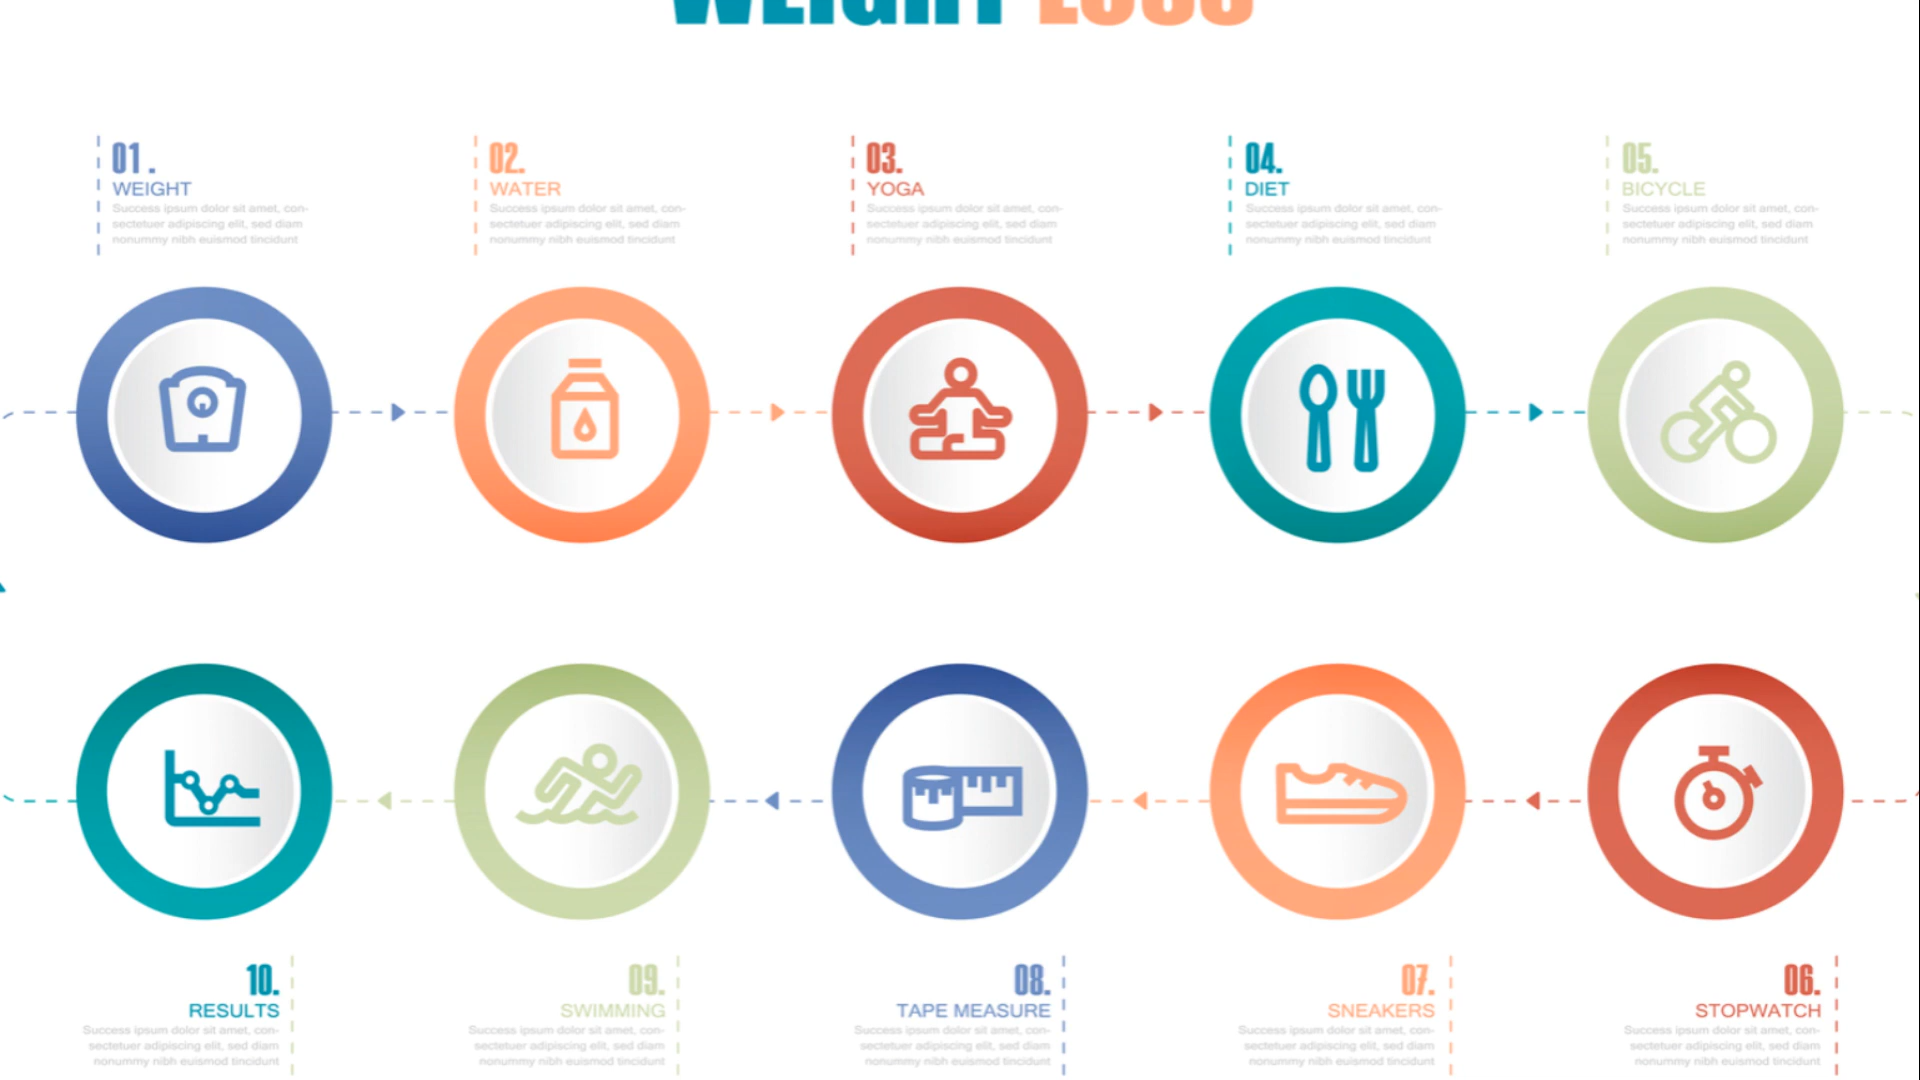 WEIGHT LOSS
01.
WEIGHT
Success ipsum dolor sit amet, con-
sectetuer adipiscing elit, sed diam
nonummy nibh euismod tincidunt
02.
WATER
Success ipsum dolor sit amet, con-
sectetuer adipiscing elit, sed diam
nonummy nibh euismod tincidunt
03.
YOGA
Success ipsum dolor sit amet, con-
sectetuer adipiscing elit, sed diam
nonummy nibh euismod tincidunt
04.
DIET
Success ipsum dolor sit amet, con-
sectetuer adipiscing elit, sed diam
nonummy nibh euismod tincidunt
05.
BICYCLE
Success ipsum dolor sit amet, con-
sectetuer adipiscing elit, sed diam
nonummy nibh euismod tincidunt
10.
RESULTS
Success ipsum dolor sit amet, con-
sectetuer adipiscing elit, sed diam
nonummy nibh euismod tincidunt
09.
SWIMMING
Success ipsum dolor sit amet, con-
sectetuer adipiscing elit, sed diam
nonummy nibh euismod tincidunt
08.
TAPE MEASURE
Success ipsum dolor sit amet, con-
sectetuer adipiscing elit, sed diam
nonummy nibh euismod tincidunt
07.
SNEAKERS
Success ipsum dolor sit amet, con-
sectetuer adipiscing elit, sed diam
nonummy nibh euismod tincidunt
06.
STOPWATCH
Success ipsum dolor sit amet, con-
sectetuer adipiscing elit, sed diam
nonummy nibh euismod tincidunt